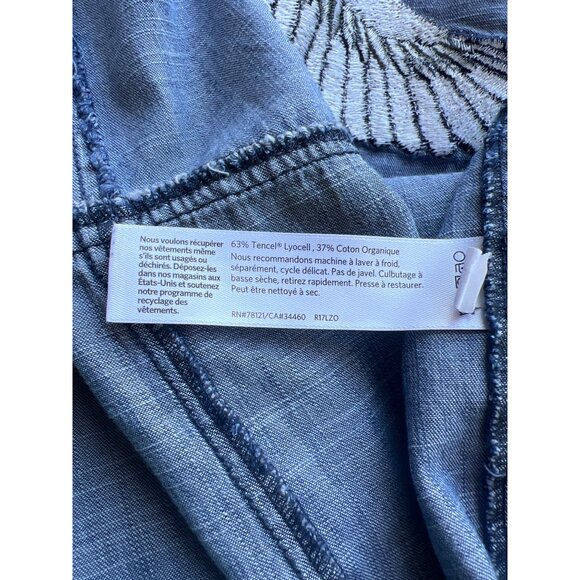 Nous voulons récupérer
nos vêtements même
s'ils sont usagés ou
déchirés. Déposez-les
dans nos magasins aux
États-Unis et soutenez
notre programme de
recyclage des
vêtements.
63% Tencel® Lyocell , 37% Coton Organique
Nous recommandons machine à laver à froid,
séparément, cycle délicat. Pas de javel. Culbutage à
basse sèche, retirez rapidement. Presse à restaurer.
Peut être nettoyé à sec.
RN#78121/CA#34460 R17LZO